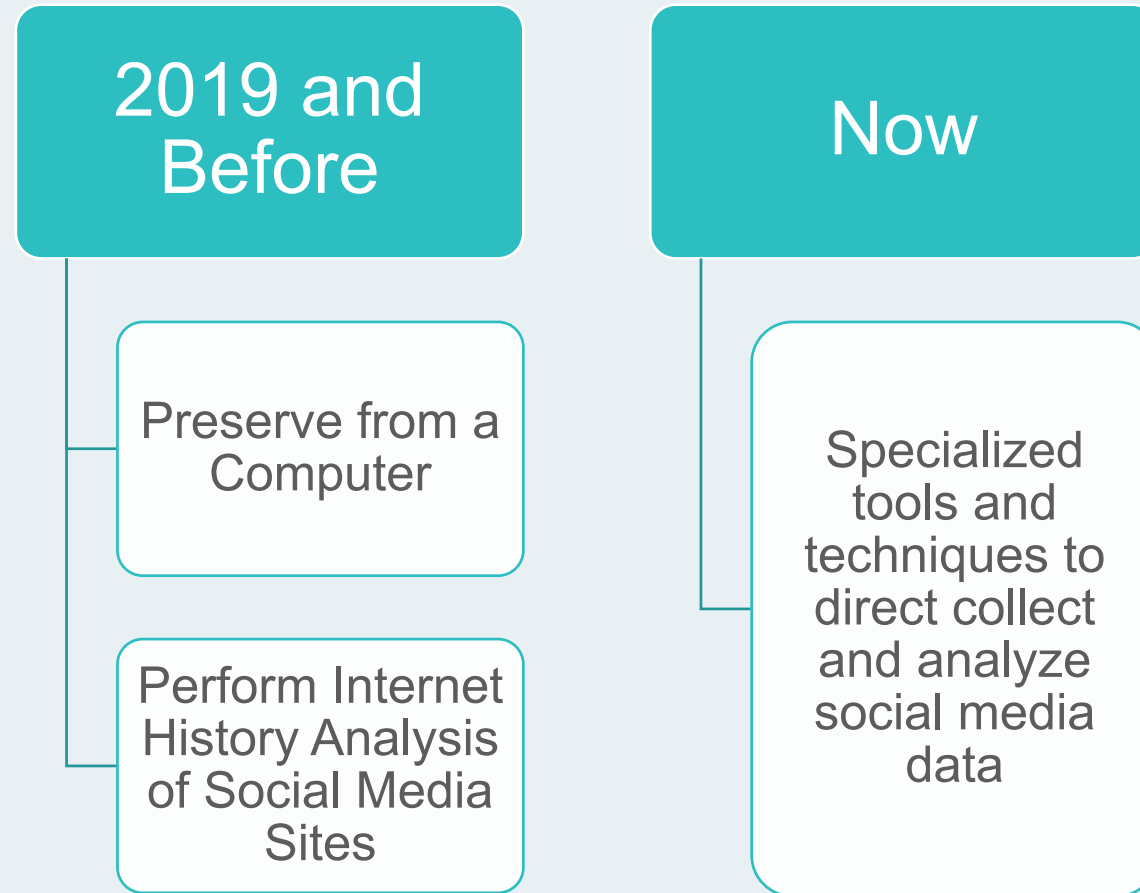 2019 and
Before
Preserve from a
Computer
Perform Internet
History Analysis
of Social Media
Sites
Now
Specialized
tools and
techniques to
direct collect
and analyze
social media
data